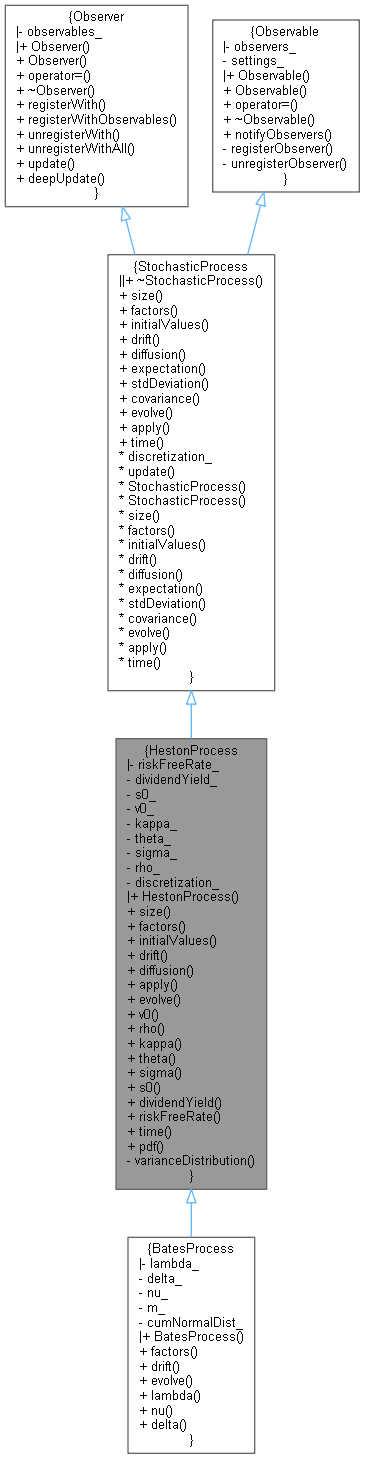 {Observer
|- observables_
|+ Observer()
+ Observer()
+ operator=()
+ ~Observer()
+ registerWith()
+ registerWithObservables()
+ unregisterWith()
+ unregisterWithAll()
+ update()
+ deepUpdate()
}
{Observable
|- observers_
- settings_
|+ Observable()
+ Observable()
+ operator=()
+ ~Observable()
+ notifyObservers()
- registerObserver()
- unregisterObserver()
}
{StochasticProcess
||+ ~StochasticProcess()
+ size()
+ factors()
+ initialValues()
+ drift()
+ diffusion()
+ expectation()
+ stdDeviation()
+ covariance()
+ evolve()
+ apply()
+ time()
* discretization_
* update()
* StochasticProcess()
* StochasticProcess()
* size()
* factors()
* initialValues()
* drift()
* diffusion()
* expectation()
* stdDeviation()
* covariance()
* evolve()
* apply()
* time()
}
{HestonProcess
|- riskFreeRate_
- dividendYield_
- s0_
- v0_
- kappa_
- theta_
- sigma_
- rho_
- discretization_
|+ HestonProcess()
+ size()
+ factors()
+ initialValues()
+ drift()
+ diffusion()
+ apply()
+ evolve()
+ v0()
+ rho()
+ kappa()
+ theta()
+ sigma()
+ s0()
+ dividendYield()
+ riskFreeRate()
+ time()
+ pdf()
- varianceDistribution()
}
{BatesProcess
|- lambda_
- delta_
- nu_
- m_
- cumNormalDist_
|+ BatesProcess()
+ factors()
+ drift()
+ evolve()
+ lambda()
+ nu()
+ delta()
}